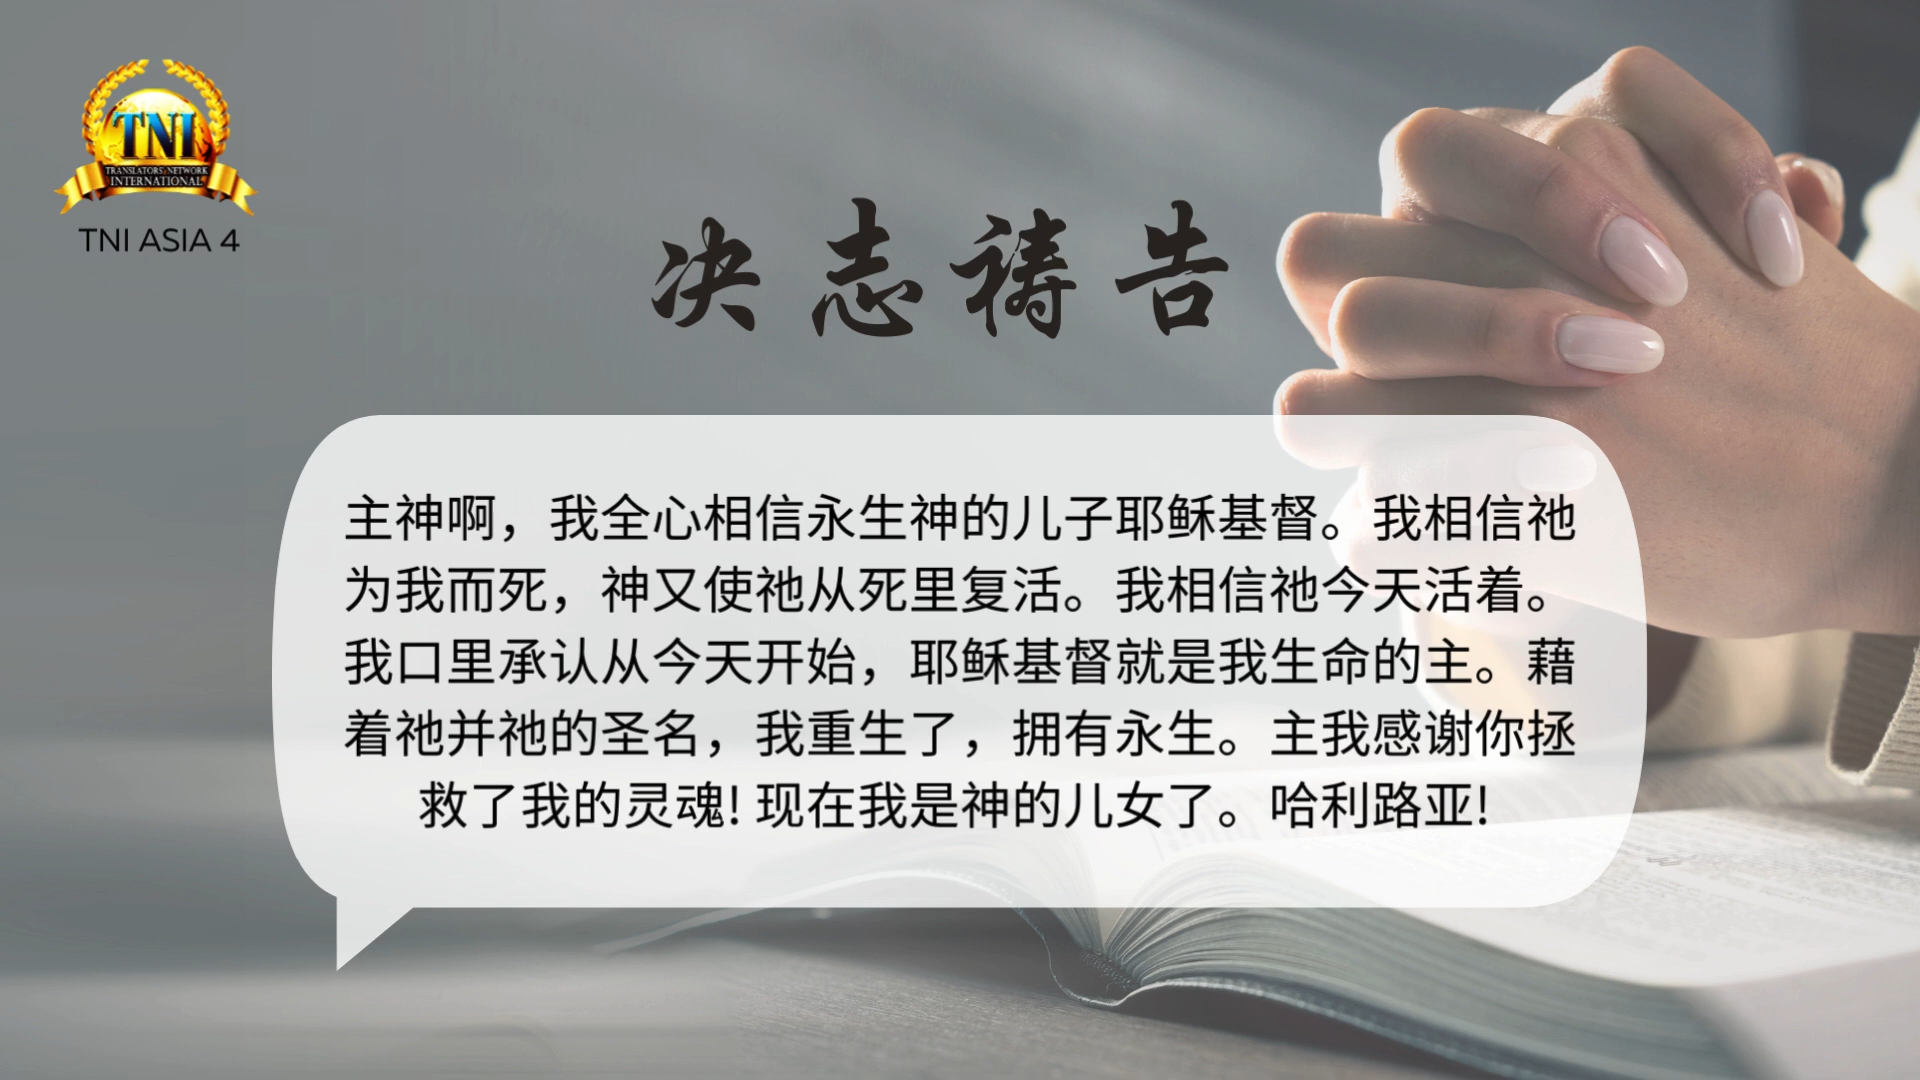 TNI
TRANSLATORS NETWORK
INTERNATIONAL
TNI ASIA 4
决志祷告
主神啊，我全心相信永生神的儿子耶稣基督。我相信祂
为我而死，神又使祂从死里复活。我相信祂今天活着。
我口里承认从今天开始，耶稣基督就是我生命的主。藉
着祂并祂的圣名，我重生了，拥有永生。主我感谢你拯
救了我的灵魂! 现在我是神的儿女了。哈利路亚!